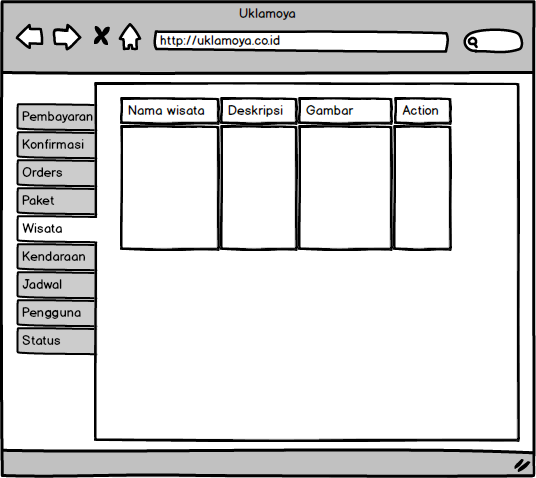 Uklamoya
http://uklamoya.co.id
Pembayaran
Konfirmasi
Orders
Paket
Wisata
Kendaraan
Jadwal
Pengguna
Status
Nama wisata Deskripsi Gambar Action